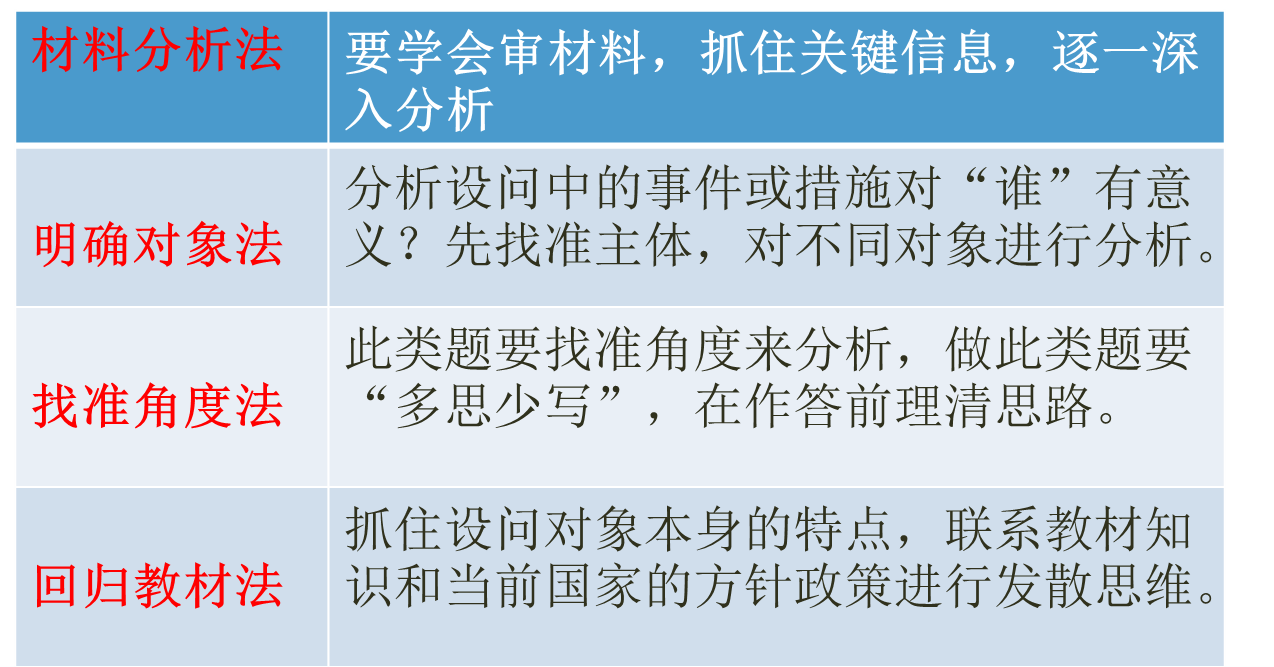 材料分析法
要学会审材料，抓住关键信息，逐一深
入分析
明确对象法
分析设问中的事件或措施对“谁”有意
义？先找准主体，对不同对象进行分析。
找准角度法
此类题要找准角度来分析，做此类题要
“多思少写”，在作答前理清思路。
回归教材法
抓住设问对象本身的特点，联系教材知
识和当前国家的方针政策进行发散思维。